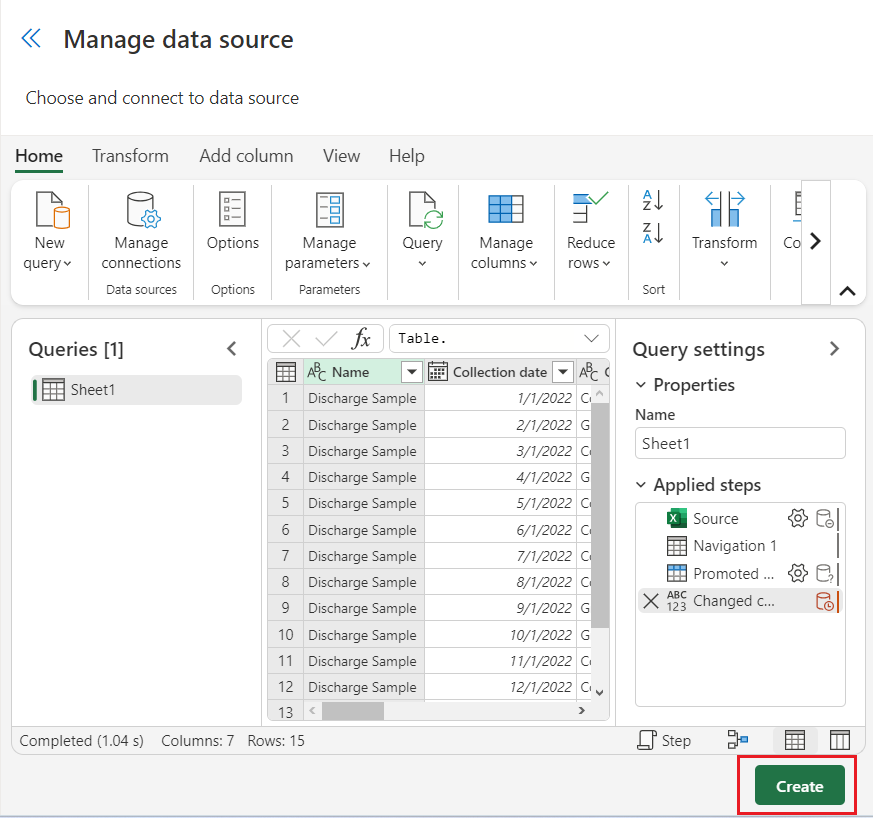 Manage data source
Choose and connect to data source
Home Transform Add column View Help
New query
Manage connections
Data sources
Options
Options
Manage parameters
Parameters
Query
Manage columns
Reduce rows
A Z
Z A
Sort
Transform
Co
Queries [1]
Sheet1
fx Table.
ABC Name Collection date ABC
1 Discharge Sample 1/1/2022
2 Discharge Sample 2/1/2022 G
3 Discharge Sample 3/1/2022
4 Discharge Sample 4/1/2022 G
5 Discharge Sample 5/1/2022
6 Discharge Sample 6/1/2022
7 Discharge Sample 7/1/2022
8 Discharge Sample 8/1/2022
9 Discharge Sample 9/1/2022 G
10 Discharge Sample 10/1/2022 G
11 Discharge Sample 11/1/2022
12 Discharge Sample 12/1/2022
13
Query settings
Properties
Name
Sheet1
Applied steps
Source
Navigation 1
Promoted ...
ABC 123 Changed c...
Completed (1.04 s) Columns: 7 Rows: 15
Step
Create